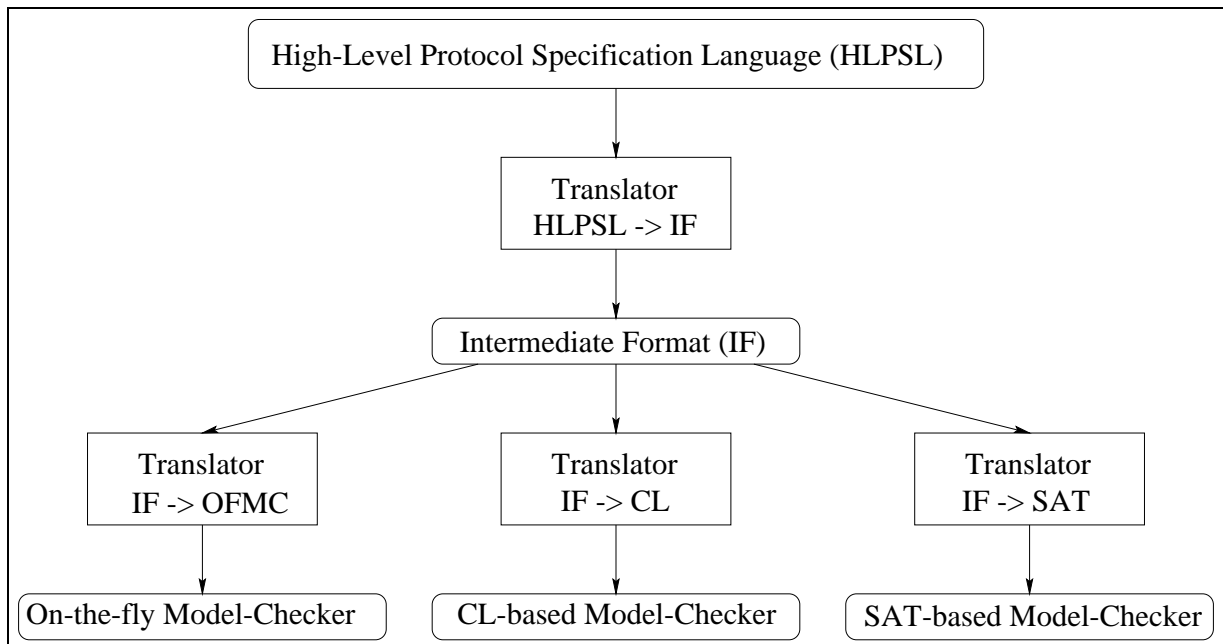 High-Level Protocol Specification Language (HLPSL)
Translator
HLPSL -> IF
Intermediate Format (IF)
Translator
IF -> OFMC
Translator
IF -> CL
Translator
IF -> SAT
On-the-fly Model-Checker
CL-based Model-Checker
SAT-based Model-Checker